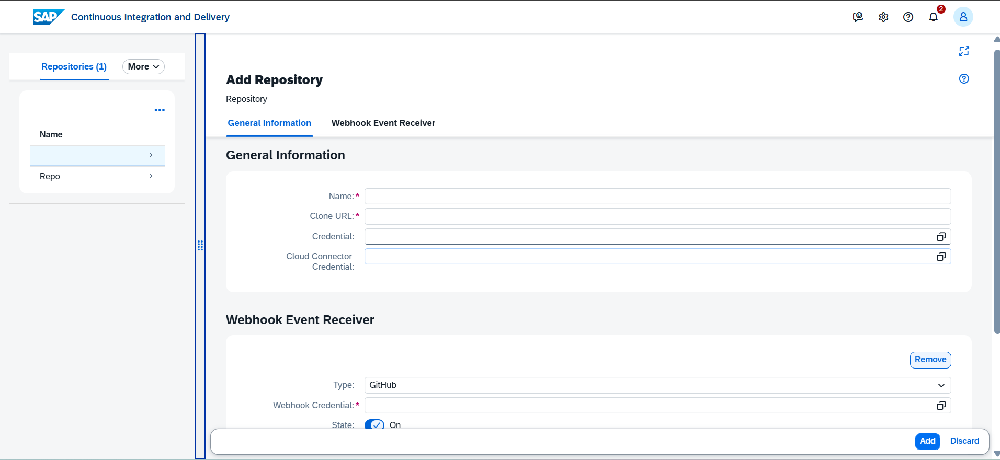 SAP Continuous Integration and Delivery
2
Repositories (1) More
Add Repository
Repository
General Information Webhook Event Receiver
Name
Repo
General Information
Name:*
Clone URL:*
Credential:
Cloud Connector
Credential:
Webhook Event Receiver
Remove
Type: GitHub
Webhook Credential:*
State: On
Add Discard